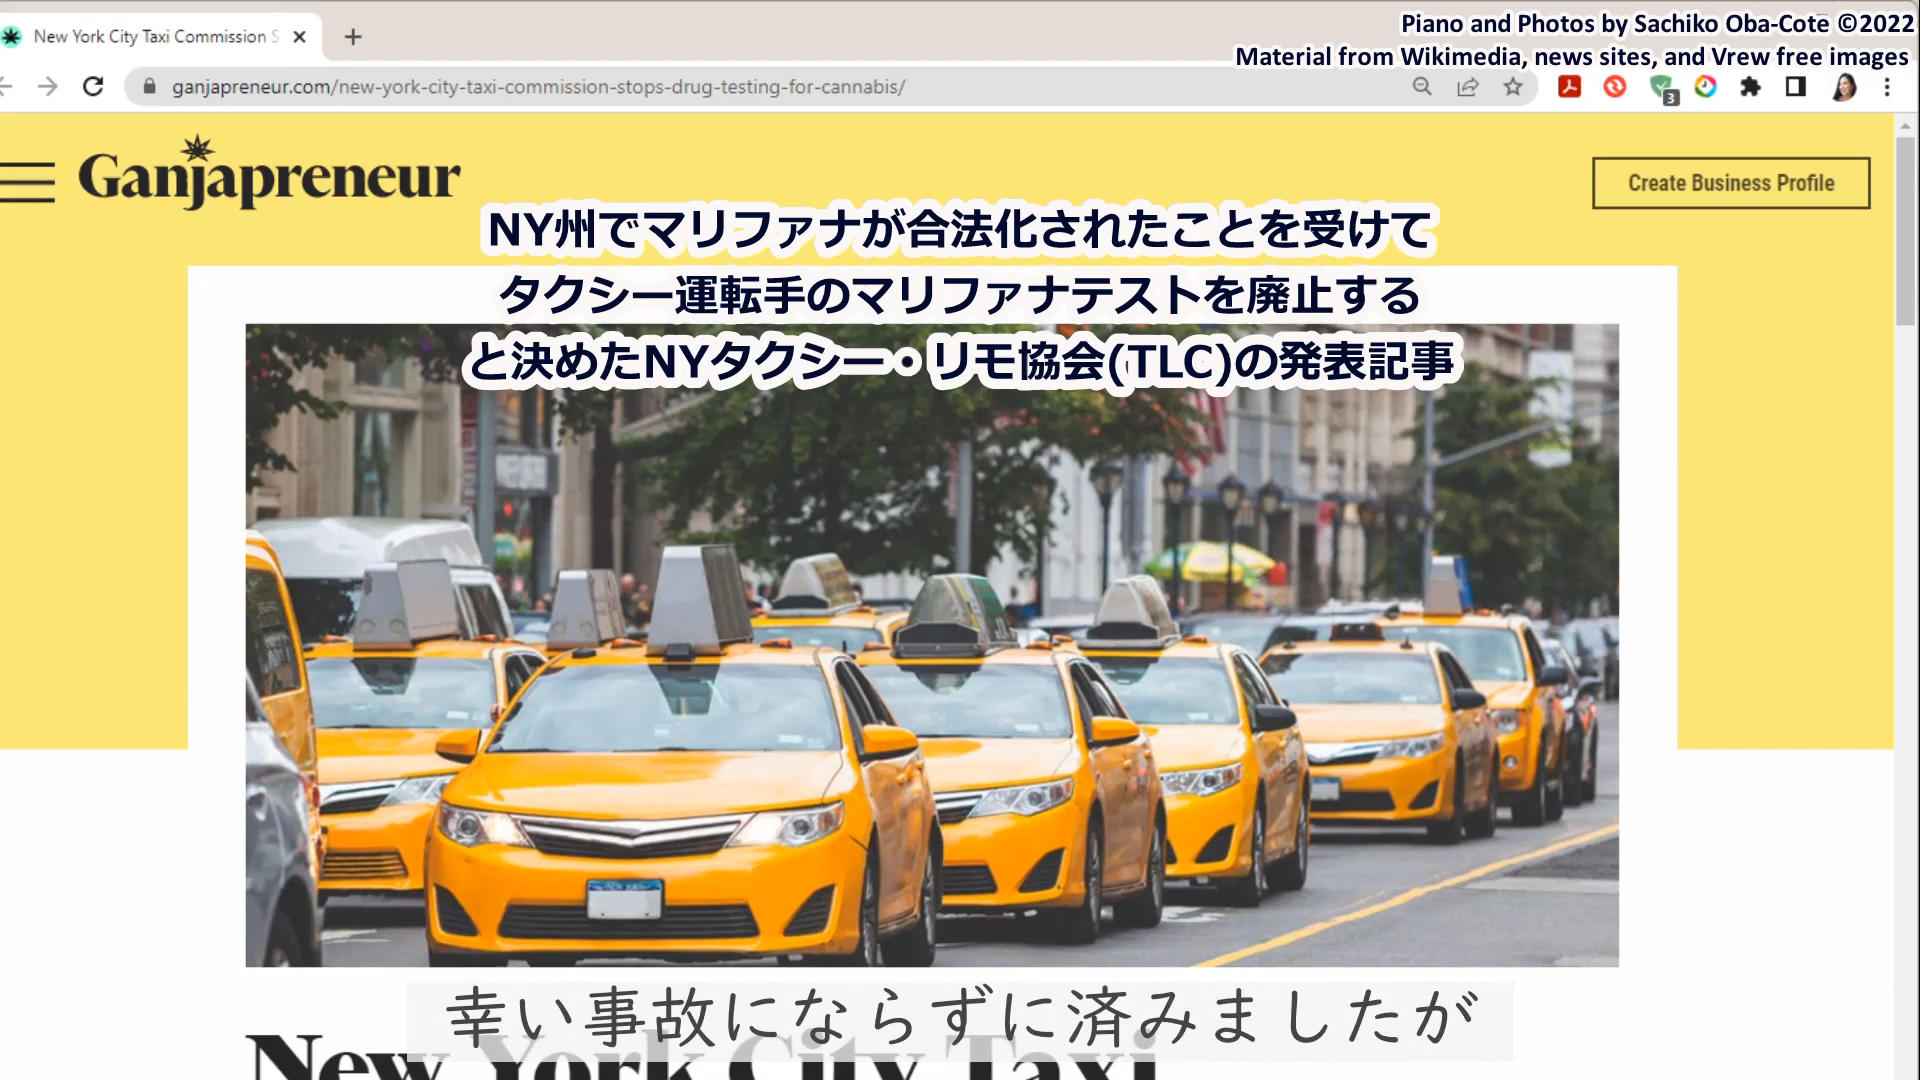 Piano and Photos by Sachiko Oba-Cote ©2022
New York City Taxi Commission S
Material from Wikimedia, news sites, and Vrew free images
ganjapreneur.com/new-york-city-taxi-commission-stops-drug-testing-for-cannabis/
3
Ganjapreneur
Create Business Profile
NY州でマリファナが合法化されたことを受けて
タクシー運転手のマリファナテストを廃止する
と決めたNYタクシー・リモ協会(TLC)の発表記事
幸い事故にならずに済みましたが
New York City Taxi